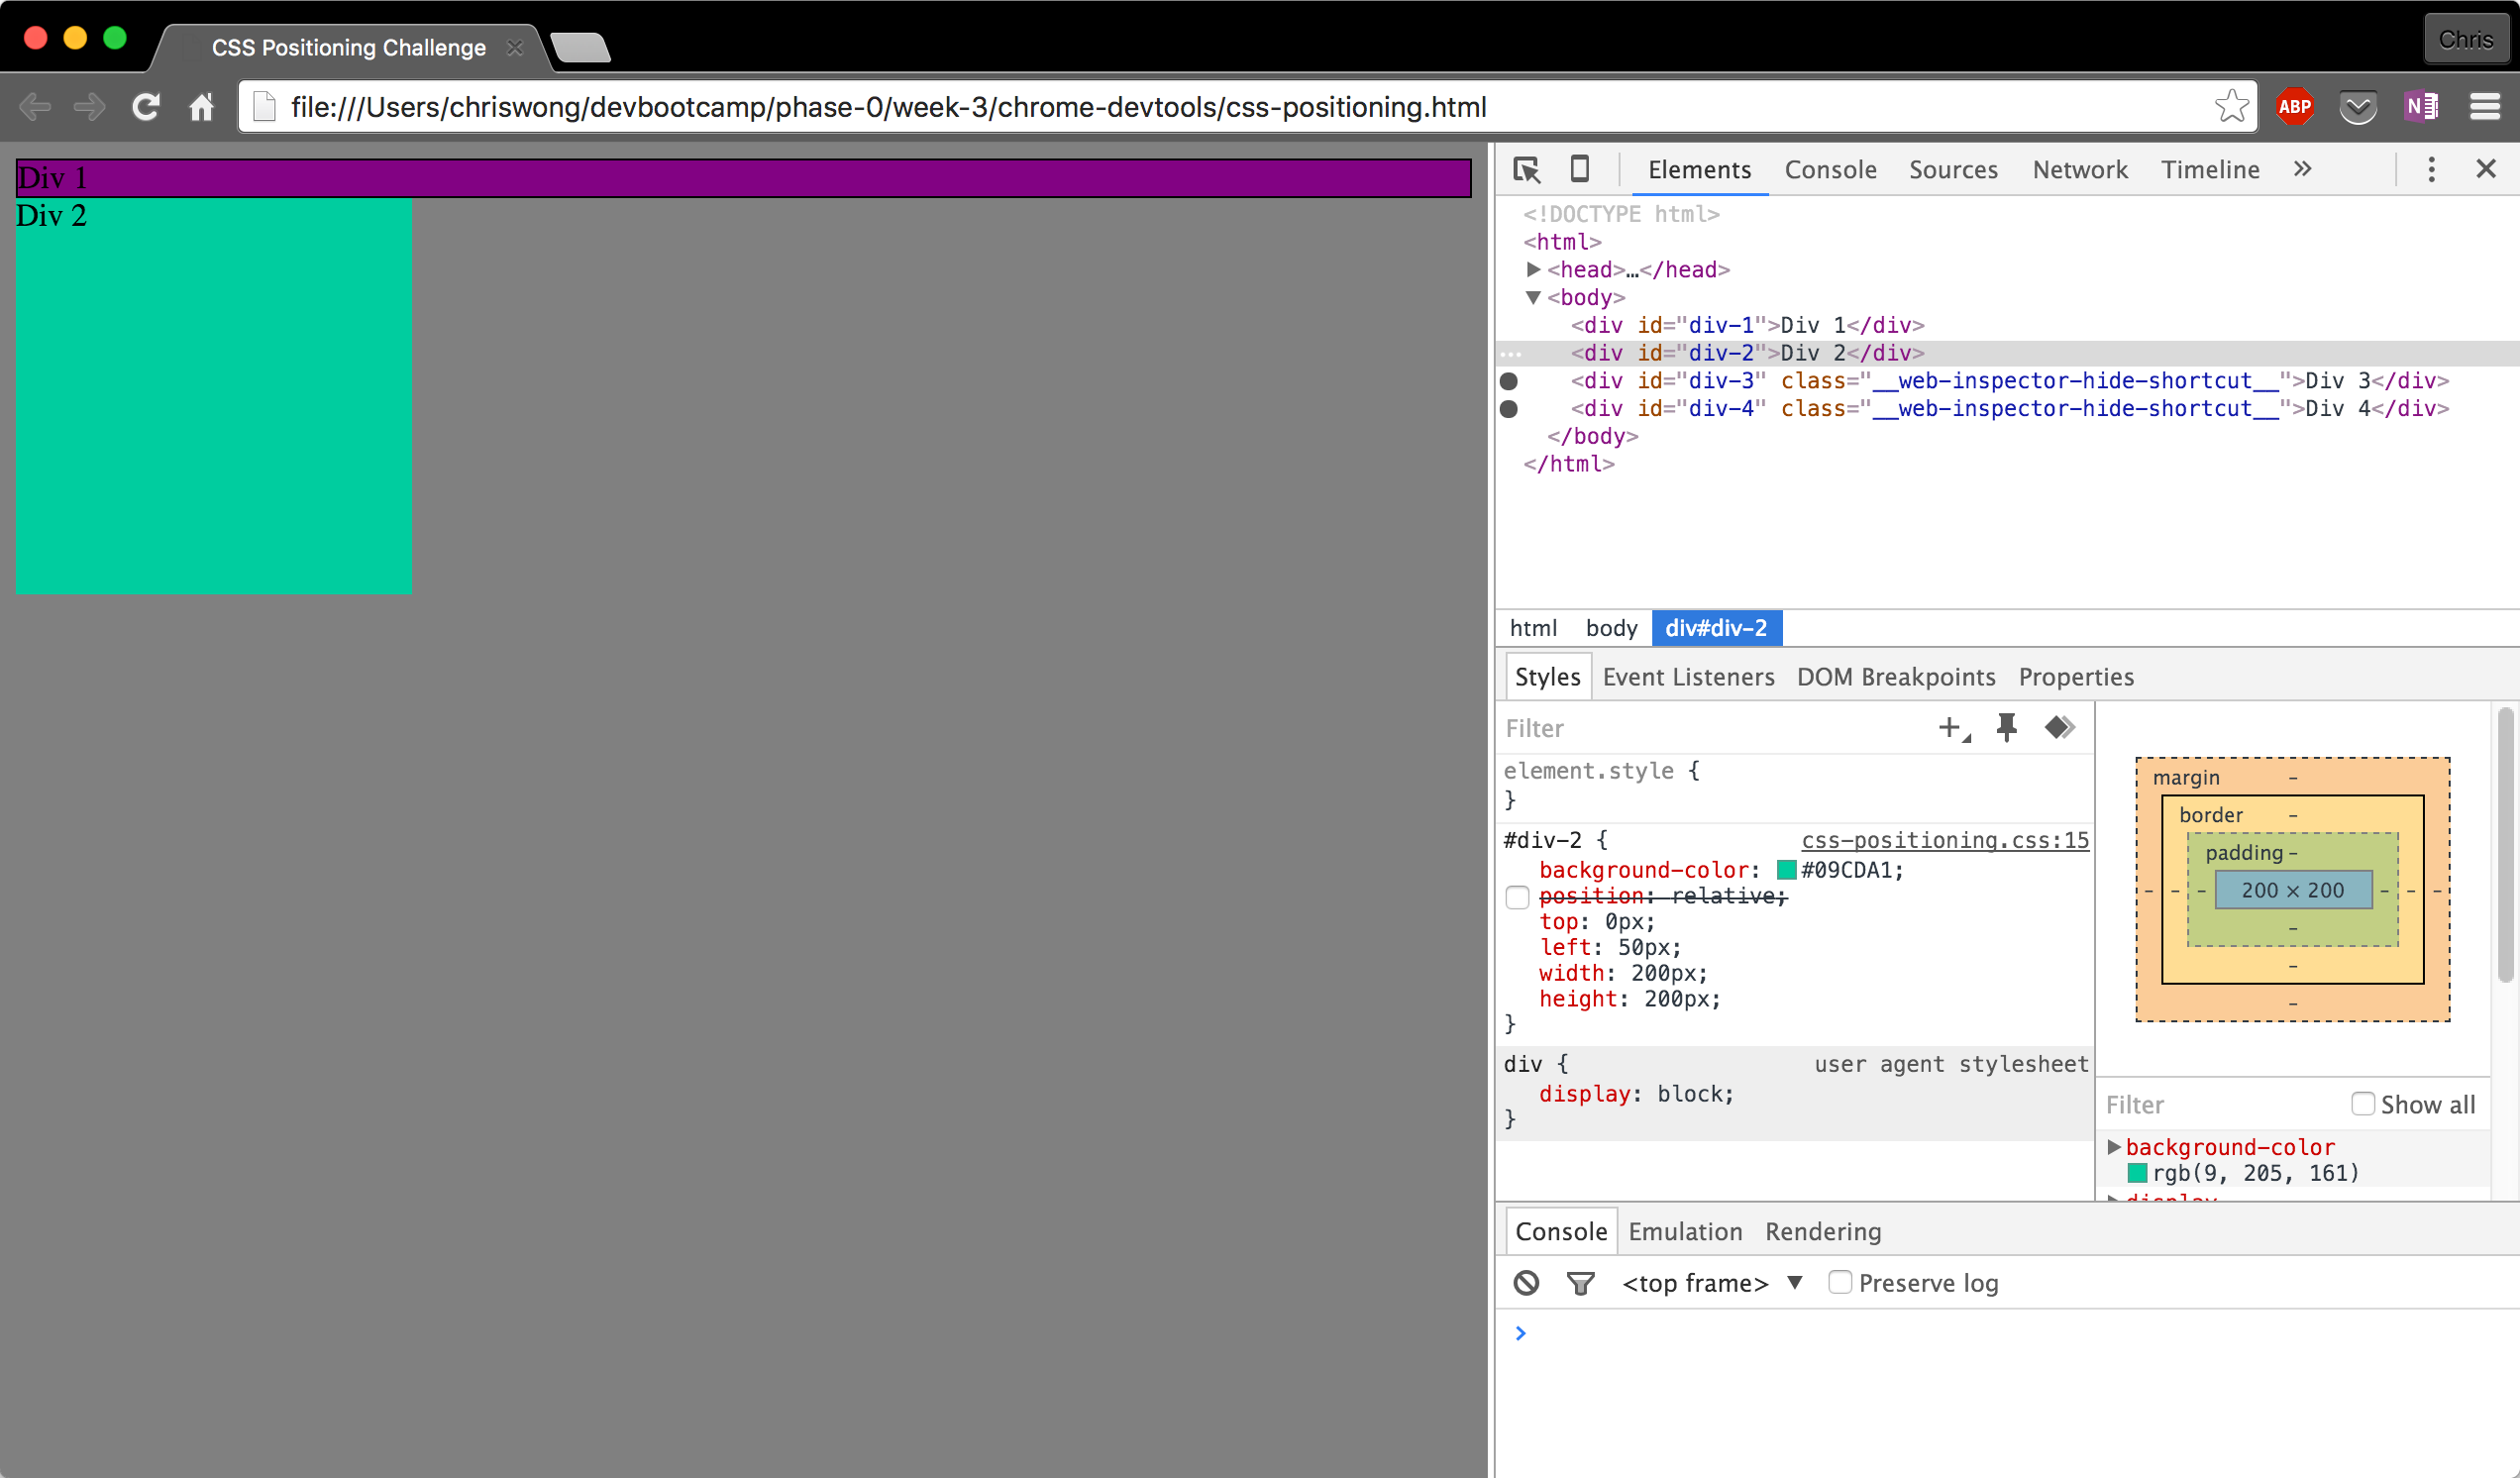 CSS Positioning Challenge
Chris
file:///Users/chriswong/devbootcamp/phase-0/week-3/chrome-devtools/css-positioning.html
ABP
N
Div 1
Div 2
Elements Console Sources Network Timeline »
<!DOCTYPE html>
<html>
<head>…</head>
<body>
<div id="div-1">Div 1</div>
<div id="div-2">Div 2</div>
<div id="div-3" class="__web-inspector-hide-shortcut__">Div 3</div>
<div id="div-4" class="__web-inspector-hide-shortcut__">Div 4</div>
</body>
</html>
html body div#div-2
Styles Event Listeners DOM Breakpoints Properties
Filter
element.style {
}
#div-2 { css-positioning.css:15
background-color: #09CDA1;
position: relative;
top: 0px;
left: 50px;
width: 200px;
height: 200px;
}
div { user agent stylesheet
display: block;
}
margin -
border -
padding -
- - - 200 × 200 - - -
-
-
-
Filter Show all
background-color
rgb(9, 205, 161)
display
Console Emulation Rendering
<top frame> ▼ Preserve log
>